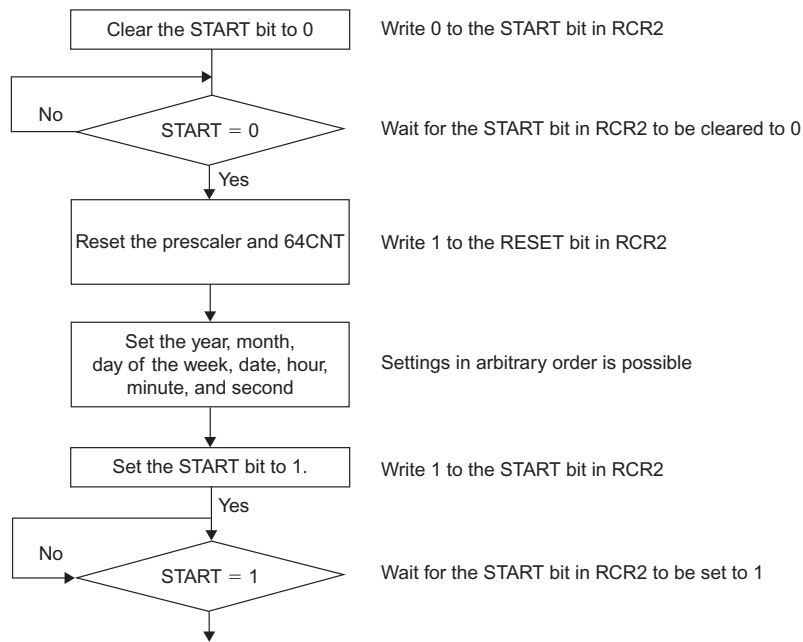 Clear the START bit to 0
Write 0 to the START bit in RCR2
No
START = 0
Wait for the START bit in RCR2 to be cleared to 0
Yes
Reset the prescaler and 64CNT
Write 1 to the RESET bit in RCR2
Set the year, month,
day of the week, date, hour,
minute, and second
Settings in arbitrary order is possible
Set the START bit to 1.
Write 1 to the START bit in RCR2
Yes
No
START = 1
Wait for the START bit in RCR2 to be set to 1